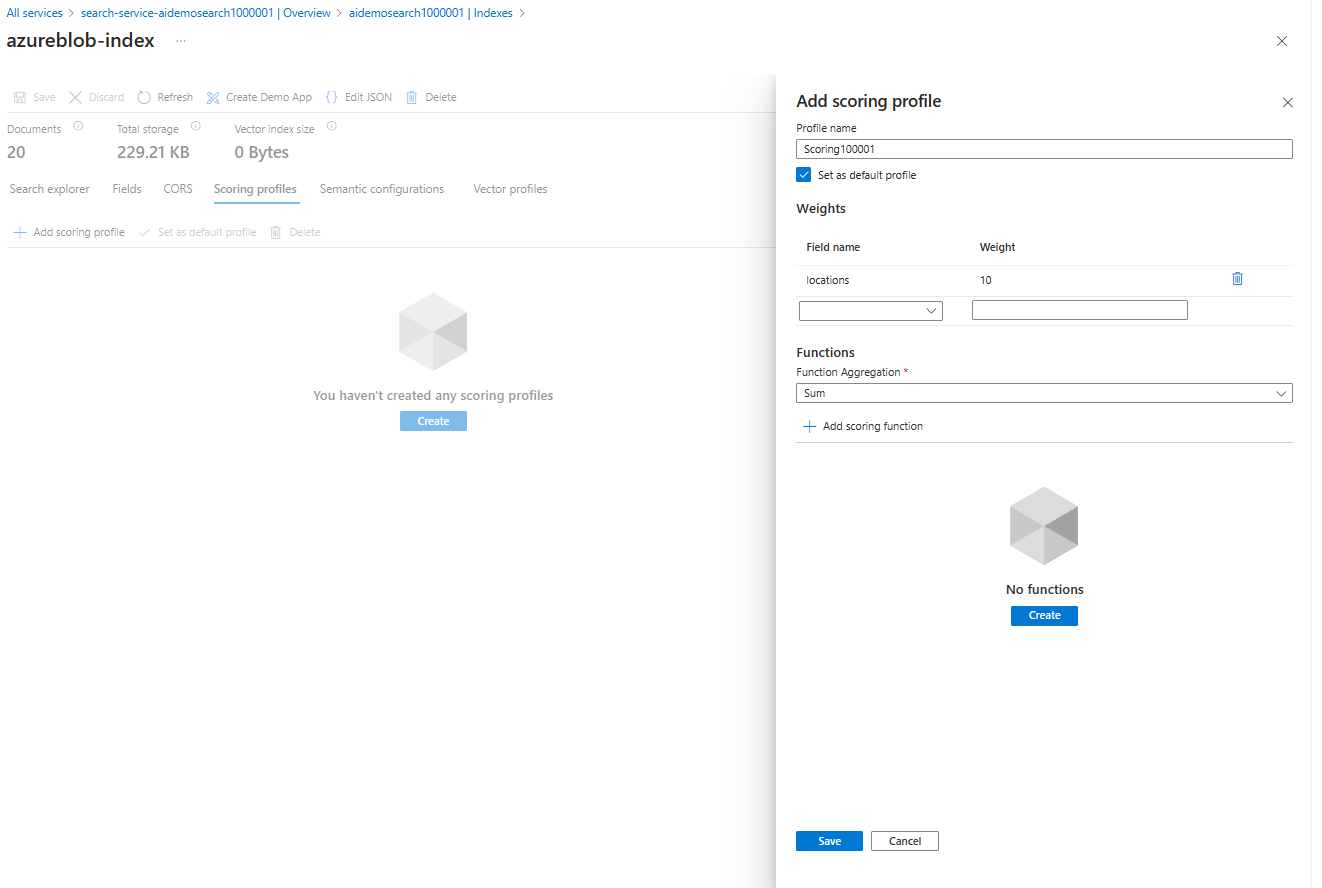 All services > search-service-aidemosearch1000001 | Overview > aidemosearch1000001 | Indexes >
azureblob-index ...
Save Discard Refresh Create Demo App {} Edit JSON Delete
Documents Total storage Vector index size
20 229.21 KB 0 Bytes
Search explorer Fields CORS Scoring profiles Semantic configurations Vector profiles
+ Add scoring profile Set as default profile Delete
You haven't created any scoring profiles
Create
Add scoring profile
Profile name
Scoring100001
Set as default profile
Weights
Field name Weight
locations 10
Functions
Function Aggregation *
Sum
+ Add scoring function
No functions
Create
Save Cancel